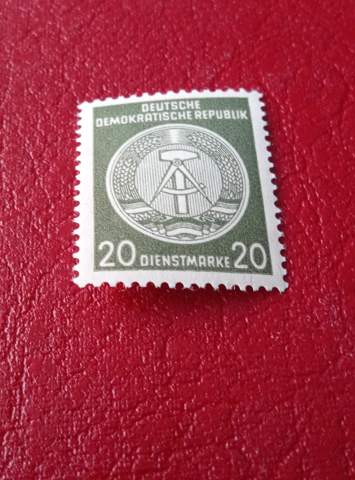 DEUTSCHE
DEMOKRATISCHE REPUBLIK
20 DIENSTMARKE 20